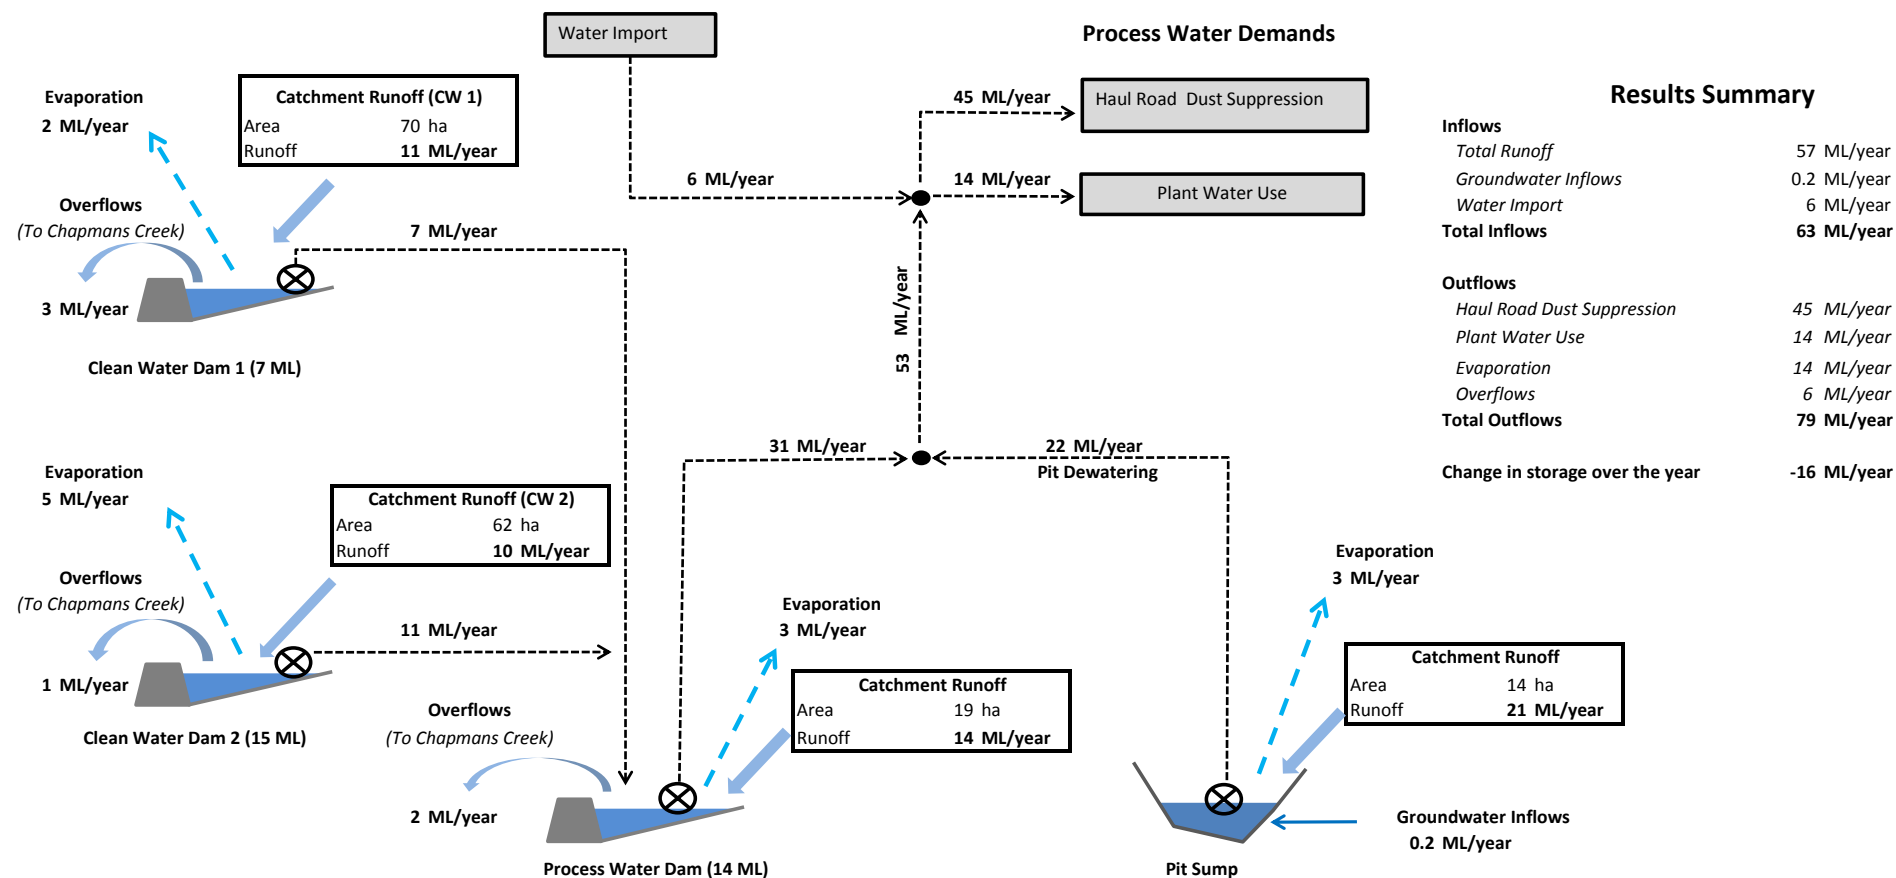 Water Import
Process Water Demands
45 ML/year
Haul Road Dust Suppression
6 ML/year
14 ML/year
Plant Water Use
53 ML/year
Evaporation
2 ML/year
Catchment Runoff (CW 1)
Area 70 ha
Runoff 11 ML/year
Overflows
(To Chapmans Creek)
7 ML/year
3 ML/year
Clean Water Dam 1 (7 ML)
31 ML/year
22 ML/year
Pit Dewatering
Evaporation
5 ML/year
Catchment Runoff (CW 2)
Area 62 ha
Runoff 10 ML/year
Overflows
(To Chapmans Creek)
11 ML/year
1 ML/year
Clean Water Dam 2 (15 ML)
Evaporation
3 ML/year
Catchment Runoff
Area 19 ha
Runoff 14 ML/year
Overflows
(To Chapmans Creek)
2 ML/year
Process Water Dam (14 ML)
Evaporation
3 ML/year
Catchment Runoff
Area 14 ha
Runoff 21 ML/year
Groundwater Inflows
0.2 ML/year
Pit Sump
Results Summary
Inflows
Total Runoff 57 ML/year
Groundwater Inflows 0.2 ML/year
Water Import 6 ML/year
Total Inflows 63 ML/year
Outflows
Haul Road Dust Suppression 45 ML/year
Plant Water Use 14 ML/year
Evaporation 14 ML/year
Overflows 6 ML/year
Total Outflows 79 ML/year
Change in storage over the year -16 ML/year